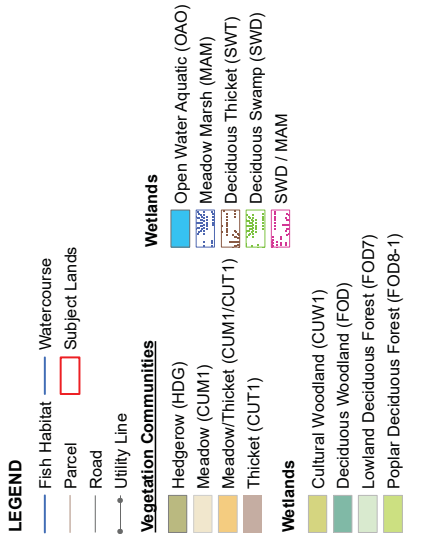 LEGEND
Fish Habitat
Watercourse
Parcel
Subject Lands
Road
Utility Line
Vegetation Communities
Hedgerow (HDG)
Meadow (CUM1)
Meadow/Thicket (CUM1/CUT1)
Thicket (CUT1)
Wetlands
Cultural Woodland (CUW1)
Deciduous Woodland (FOD)
Lowland Deciduous Forest (FOD7)
Poplar Deciduous Forest (FOD8-1)
Wetlands
Open Water Aquatic (OAO)
Meadow Marsh (MAM)
Deciduous Thicket (SWT)
Deciduous Swamp (SWD)
SWD / MAM